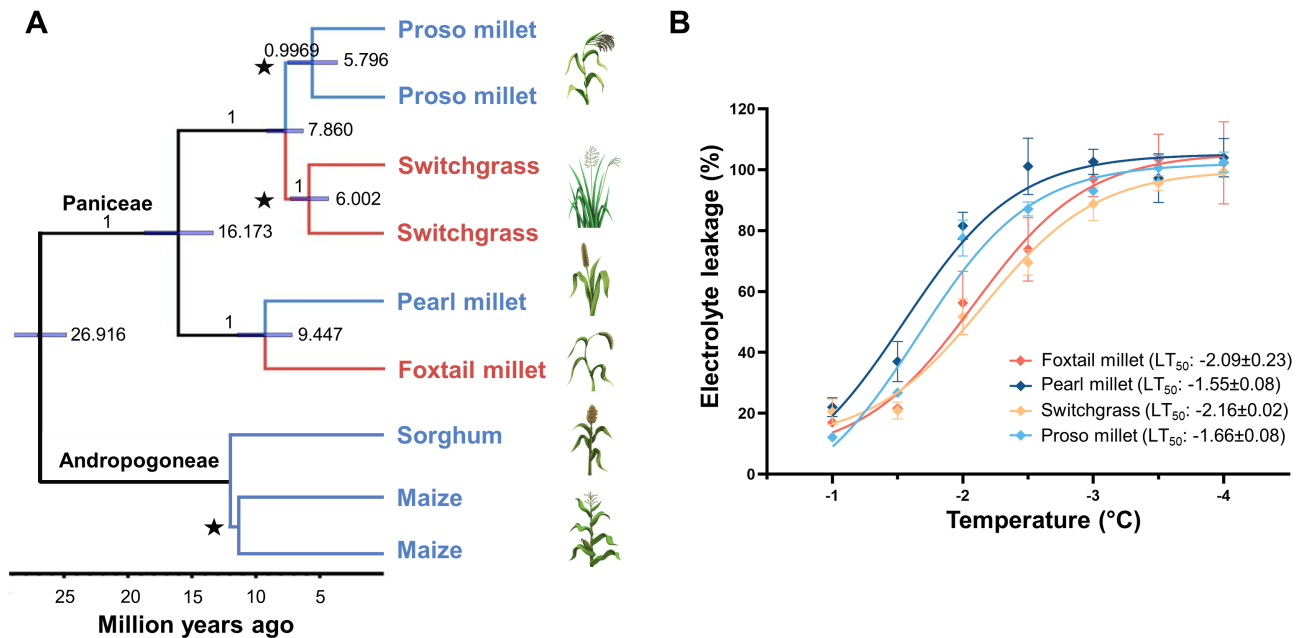 A
Proso millet
0.9969
5.796
Proso millet
1
7.860
Switchgrass
1
6.002
Paniceae
1
16.173
Switchgrass
Pearl millet
26.916
1
9.447
Foxtail millet
Sorghum
Andropogoneae
Maize
Maize
25 20 15 10 5
Million years ago
B
Electrolyte leakage (%)
120
100
80
60
40
20
0
Foxtail millet (LT50: -2.09±0.23)
Pearl millet (LT50: -1.55±0.08)
Switchgrass (LT50: -2.16±0.02)
Proso millet (LT50: -1.66±0.08)
-1 -2 -3 -4
Temperature (°C)